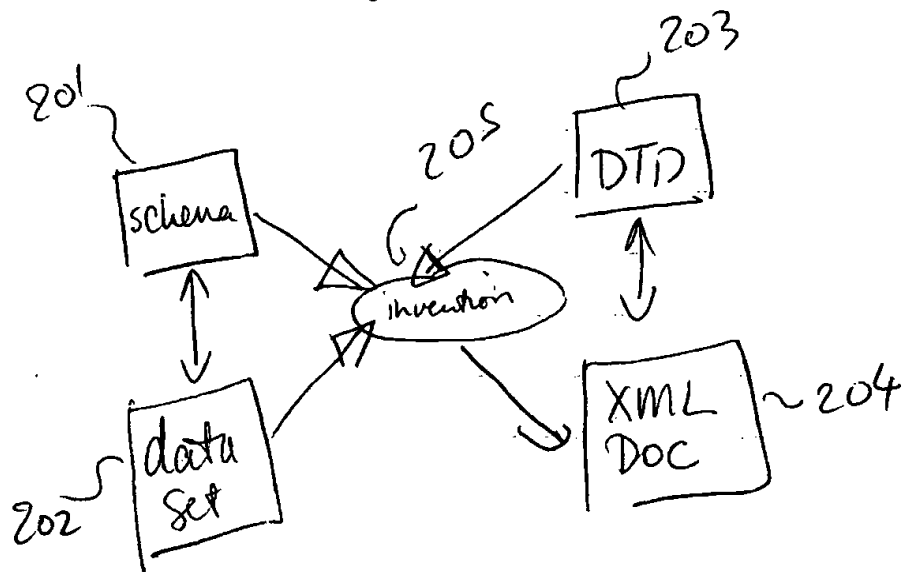 203
201
205
DTD
schema
invention
XML
DOC
204
data
set
202